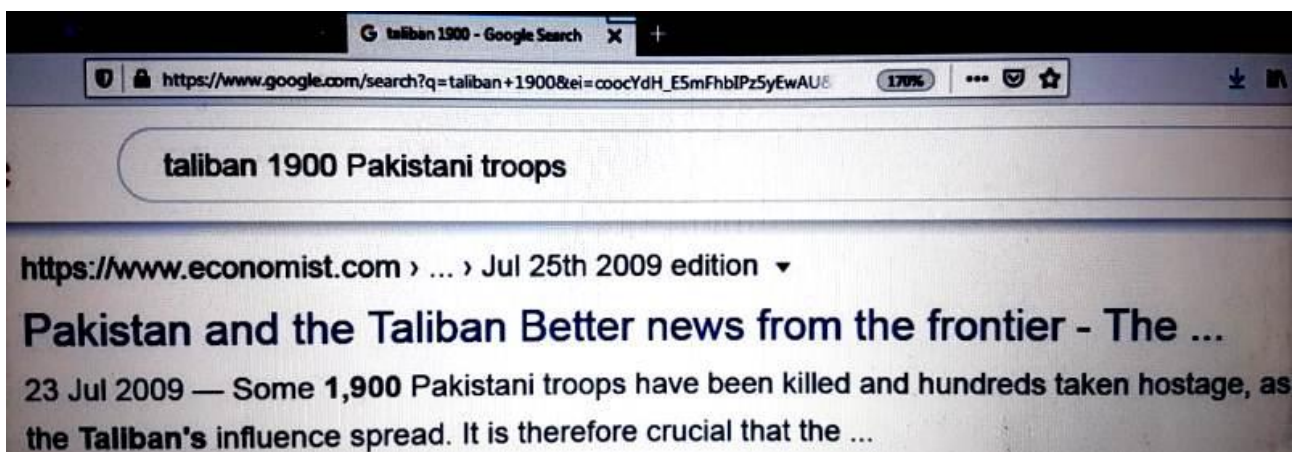 G taliban 1900 - Google Search X +
https://www.google.com/search?q=taliban+1900&ei= 170% •••
taliban 1900 Pakistani troops
https://www.economist.com › ... › Jul 25th 2009 edition ▾
Pakistan and the Taliban Better news from the frontier - The ...
23 Jul 2009 — Some 1,900 Pakistani troops have been killed and hundreds taken hostage, as
the Taliban's influence spread. It is therefore crucial that the ...